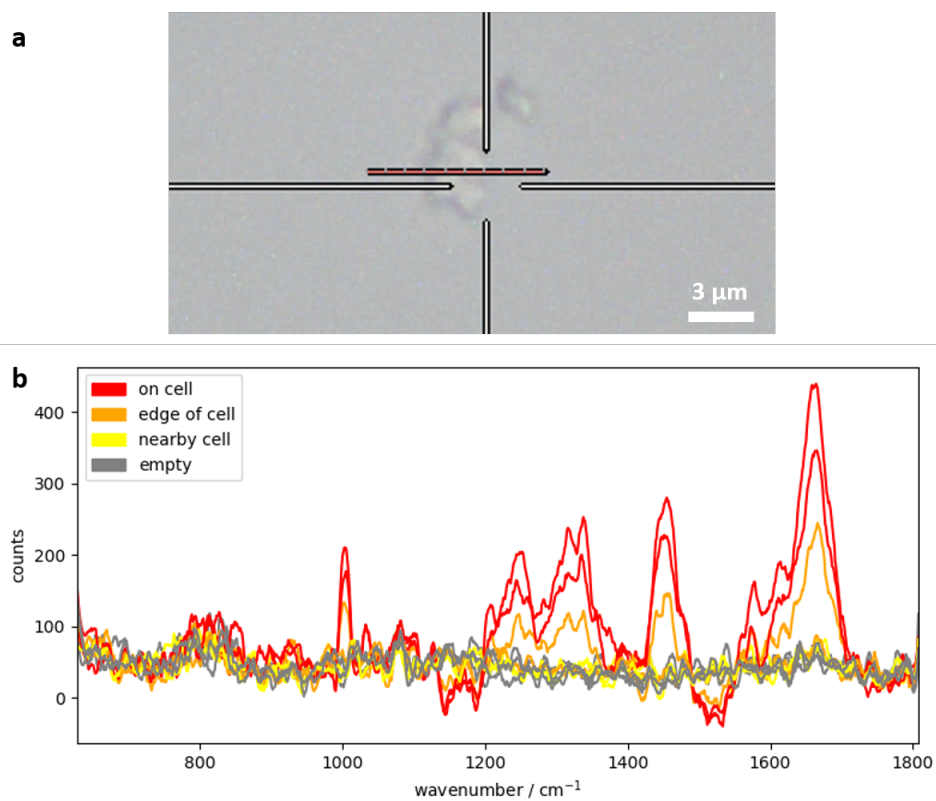 a
3 µm
b
on cell
edge of cell
nearby cell
empty
400
300
200
100
0
counts
800
1000
1200
1400
1600
1800
wavenumber / cm⁻¹